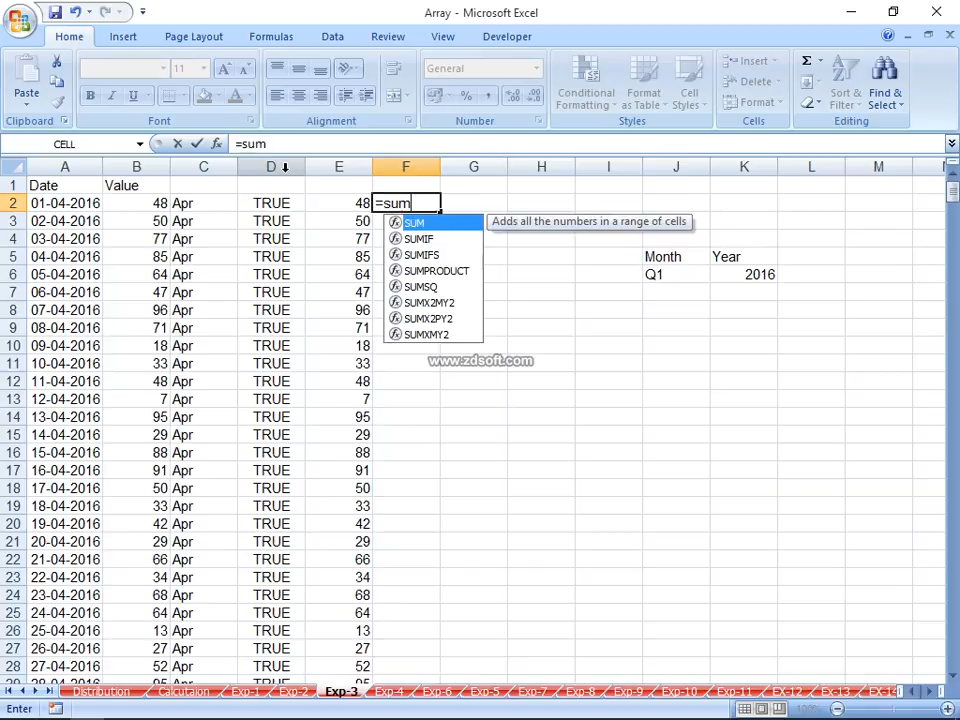 Array - Microsoft Excel
Home Insert Page Layout Formulas Data Review View Developer
11 General Σ
Paste B I U % Conditional Formatting Format as Table Cell Styles Insert Delete Format Sort & Filter Find & Select
Clipboard Font Alignment Number Styles Cells Editing
CELL =sum
A B C D E F G H I J K L M
1 Date Value
2 01-04-2016 48 Apr TRUE 48 =sum
3 02-04-2016 50 Apr TRUE 50
4 03-04-2016 77 Apr TRUE 77
5 04-04-2016 85 Apr TRUE 85 Month Year
6 05-04-2016 64 Apr TRUE 64 Q1 2016
7 06-04-2016 47 Apr TRUE 47
8 07-04-2016 96 Apr TRUE 96
9 08-04-2016 71 Apr TRUE 71
10 09-04-2016 18 Apr TRUE 18
11 10-04-2016 33 Apr TRUE 33
12 11-04-2016 48 Apr TRUE 48
13 12-04-2016 7 Apr TRUE 7
14 13-04-2016 95 Apr TRUE 95
15 14-04-2016 29 Apr TRUE 29
16 15-04-2016 88 Apr TRUE 88
17 16-04-2016 91 Apr TRUE 91
18 17-04-2016 50 Apr TRUE 50
19 18-04-2016 33 Apr TRUE 33
20 19-04-2016 42 Apr TRUE 42
21 20-04-2016 29 Apr TRUE 29
22 21-04-2016 66 Apr TRUE 66
23 22-04-2016 34 Apr TRUE 34
24 23-04-2016 68 Apr TRUE 68
25 24-04-2016 64 Apr TRUE 64
26 25-04-2016 13 Apr TRUE 13
27 26-04-2016 27 Apr TRUE 27
28 27-04-2016 52 Apr TRUE 52
SUM Adds all the numbers in a range of cells
SUMIF
SUMIFS
SUMPRODUCT
SUMSQ
SUMX2MY2
SUMX2PY2
SUMXMY2
www.zdsoft.com
Distribution Calcutaion Exp-1 Exp-2 Exp-3 Exp-4 Exp-6 Exp-5 Exp-7 Exp-8 Exp-9 Exp-10 Exp-11 EX-12 Ex-13 EX-14
Enter 100%